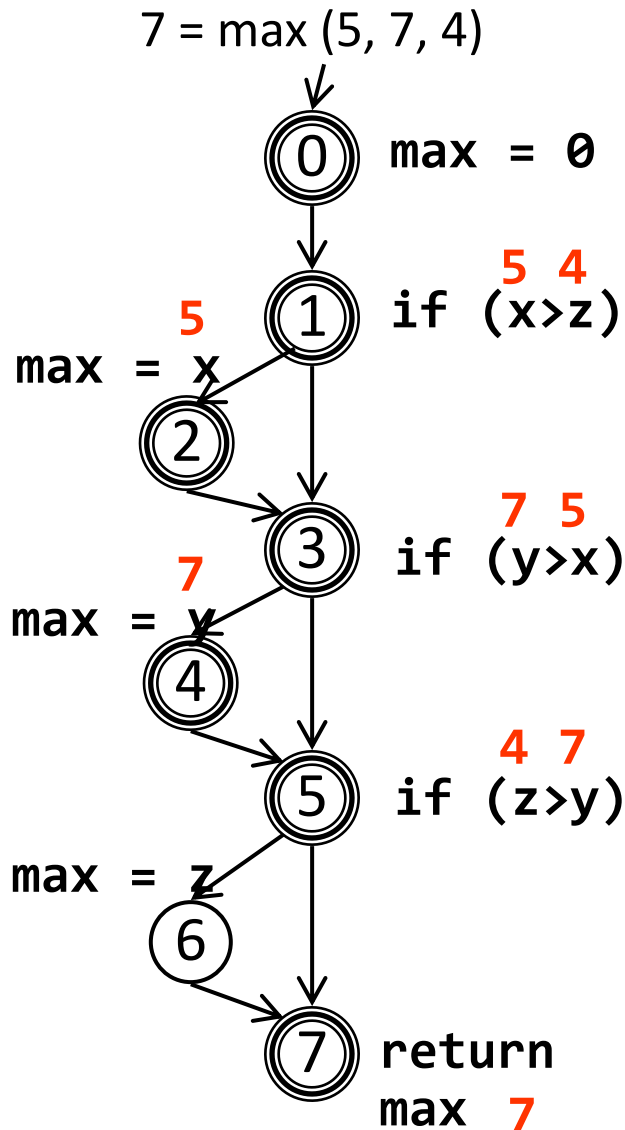 7 = max (5, 7, 4)
0 max = 0
5 4
1 if (x>z)
5
max = x
2
7 5
3 if (y>x)
7
max = y
4
4 7
5 if (z>y)
max = z
6
7 return
max 7